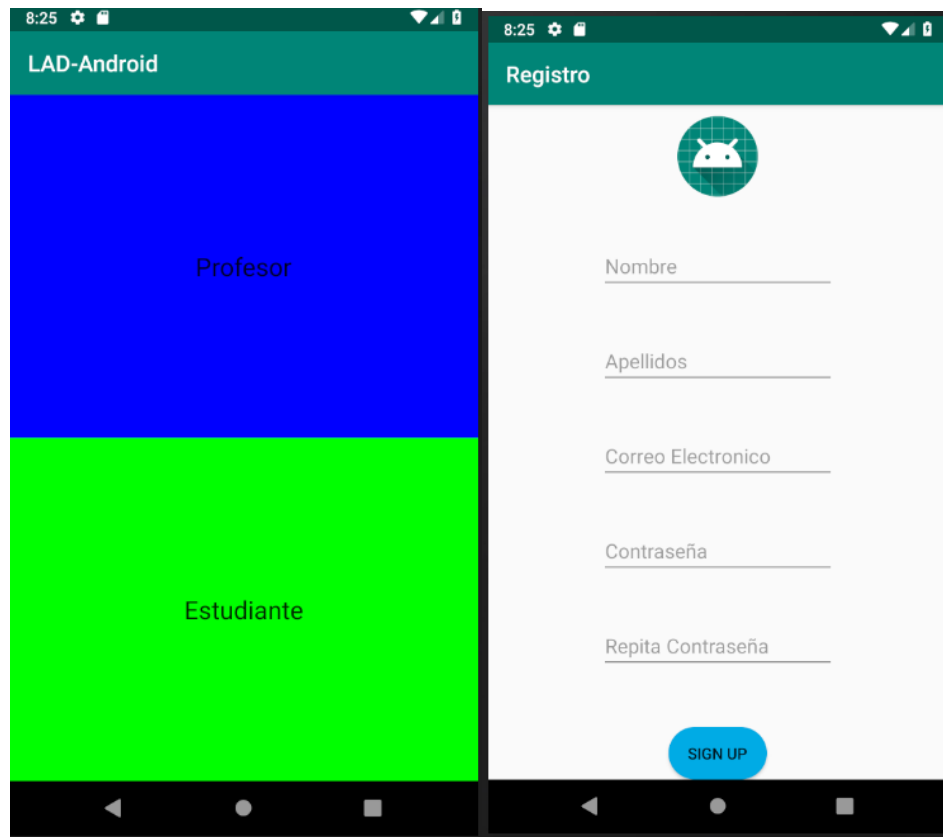 8:25
LAD-Android
Profesor
Estudiante
8:25
Registro
Nombre
Apellidos
Correo Electronico
Contraseña
Repita Contraseña
SIGN UP